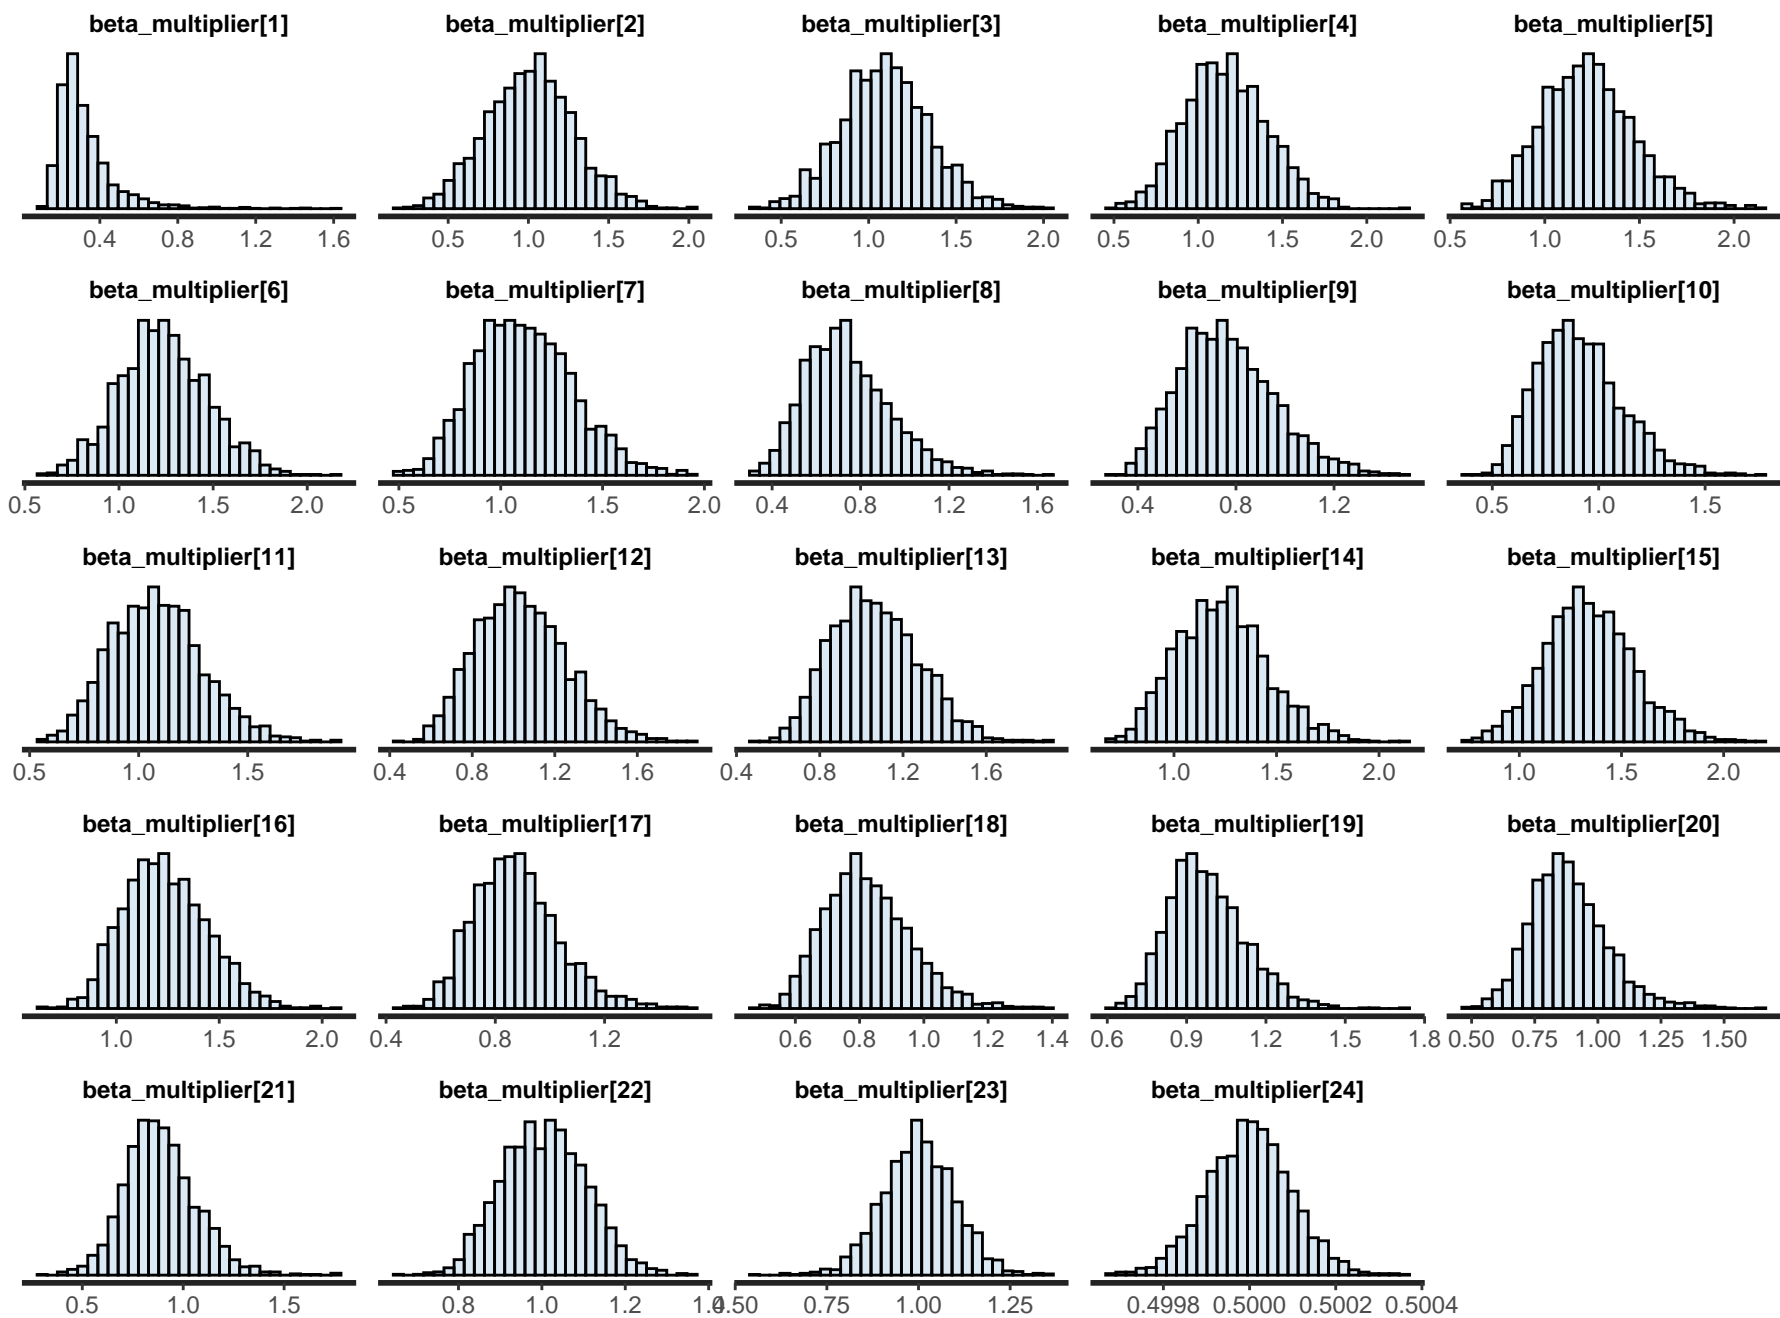 beta_multiplier[1] beta_multiplier[2] beta_multiplier[3] beta_multiplier[4] beta_multiplier[5]
0.4 0.8 1.2 1.6 0.5 1.0 1.5 2.0 0.5 1.0 1.5 2.0 0.5 1.0 1.5 2.0 0.5 1.0 1.5 2.0
beta_multiplier[6] beta_multiplier[7] beta_multiplier[8] beta_multiplier[9] beta_multiplier[10]
0.5 1.0 1.5 2.0 0.5 1.0 1.5 2.0 0.4 0.8 1.2 1.6 0.4 0.8 1.2 0.5 1.0 1.5
beta_multiplier[11] beta_multiplier[12] beta_multiplier[13] beta_multiplier[14] beta_multiplier[15]
0.5 1.0 1.5 0.4 0.8 1.2 1.6 0.4 0.8 1.2 1.6 1.0 1.5 2.0 1.0 1.5 2.0
beta_multiplier[16] beta_multiplier[17] beta_multiplier[18] beta_multiplier[19] beta_multiplier[20]
1.0 1.5 2.0 0.4 0.8 1.2 0.6 0.8 1.0 1.2 1.4 0.6 0.9 1.2 1.5 1.8 0.50 0.75 1.00 1.25 1.50
beta_multiplier[21] beta_multiplier[22] beta_multiplier[23] beta_multiplier[24]
0.5 1.0 1.5 0.8 1.0 1.2 1.4 0.50 0.75 1.00 1.25 0.4998 0.5000 0.5002 0.5004